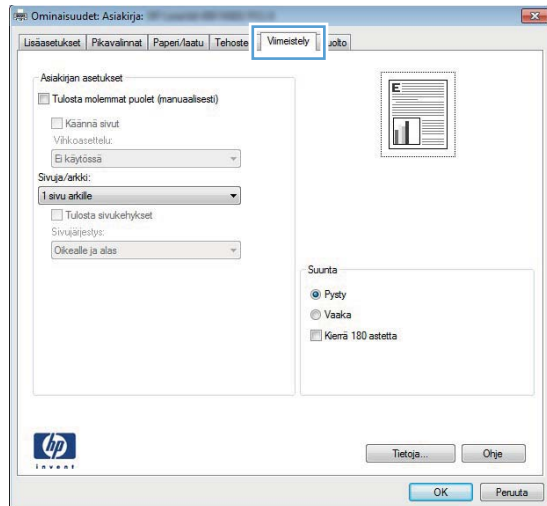 Ominaisuudet: Asiakirja:
Lisäasetukset Pikavalinnat Paperi/laatu Tehoste Viimeistely uolto
Asiakirjan asetukset
Tulosta molemmat puolet (manuaalisesti)
Käännä sivut
Vihkoasettelu:
Ei käytössä
Sivuja/arkki:
1 sivu arkille
Tulosta sivukehykset
Sivujärjestys:
Oikealle ja alas
E
Suunta
Pysty
Vaaka
Kierrä 180 astetta
hp
invent
Tietoja... Ohje
OK Peruuta